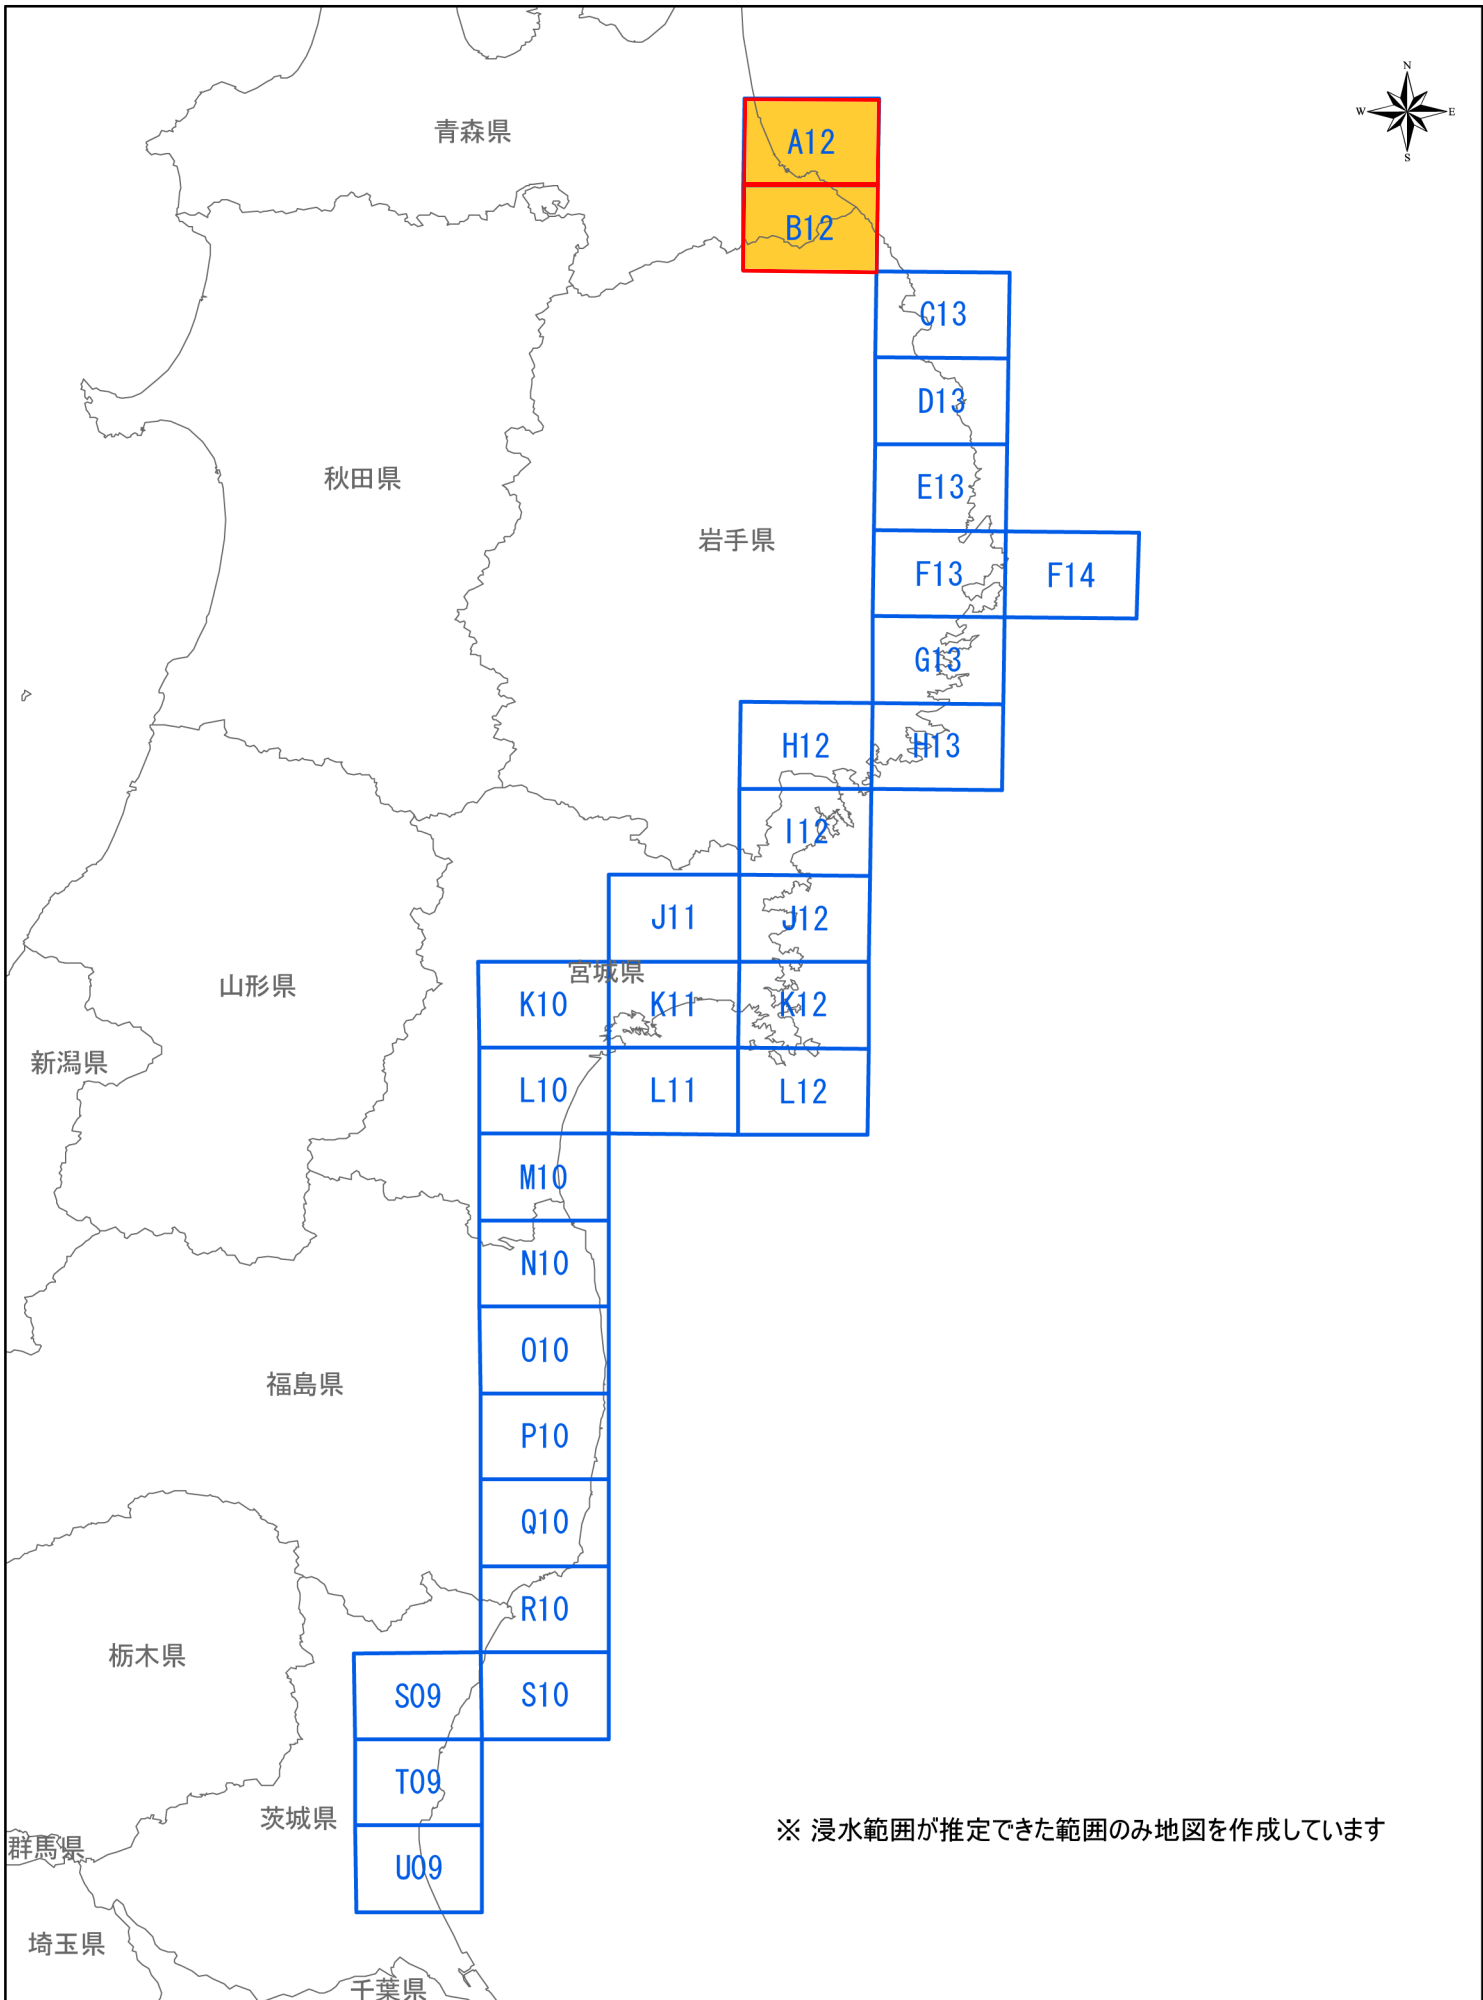 N
W
E
S
青森県
A12
B12
C13
D13
秋田県
E13
岩手県
F13
F14
G13
H12
H13
I12
J11
J12
宮城県
山形県
K10
K11
K12
新潟県
L10
L11
L12
M10
N10
O10
福島県
P10
Q10
R10
栃木県
S09
S10
T09
茨城県
※ 浸水範囲が推定できた範囲のみ地図を作成しています
群馬県
U09
埼玉県
千葉県